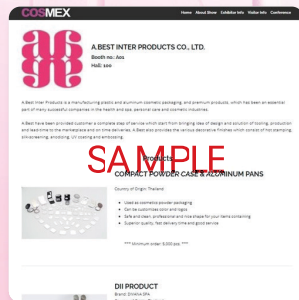 COSMEX
Home About Show Exhibitor Info Visitor Info Conference
A.BEST INTER PRODUCTS CO., LTD.
Booth no.: A01
Hall: 100
A.Best Inter Products is a manufacturing plastic and aluminum cosmetic packaging, and premium products, which has been an essential
part of many successful companies in the health and spa, personal care and cosmetic industries.
A.Best have been provided customer a complete step of service which start from bringing idea of design and solution of tooling, production
and lead-time to the marketplace and on time deliveries. A.Best also provides the various decorative finishes which consist of hot stamping,
silk-screening, anodizing, UV coating and embossing.
SAMPLE
Products
COMPACT POWDER CASE & ALUMINUM PANS
Country of Origin: Thailand
Used as cosmetics powder packaging
Can be customizes color and logos
Safe and clean, professional and nice shape for your items containing
Superior quality, fast delivery time and good service
*** Minimum order: 5,000 pcs. ***
DII PRODUCT
Brand: DIVANA SPA